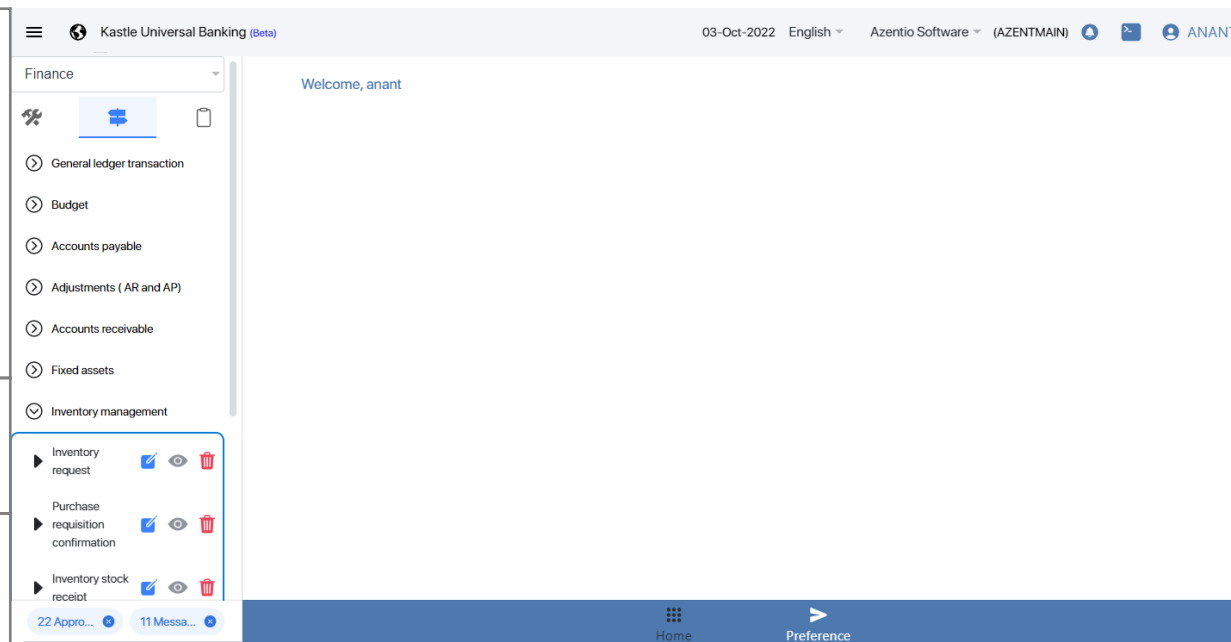 Kastle Universal Banking (Beta)
03-Oct-2022 English Azentio Software (AZENTMAIN) ANANT
Finance
Welcome, anant
General ledger transaction
Budget
Accounts payable
Adjustments ( AR and AP)
Accounts receivable
Fixed assets
Inventory management
Inventory
request
Purchase
requisition
confirmation
Inventory stock
receipt
22 Appro...
11 Messa...
Home
Preference